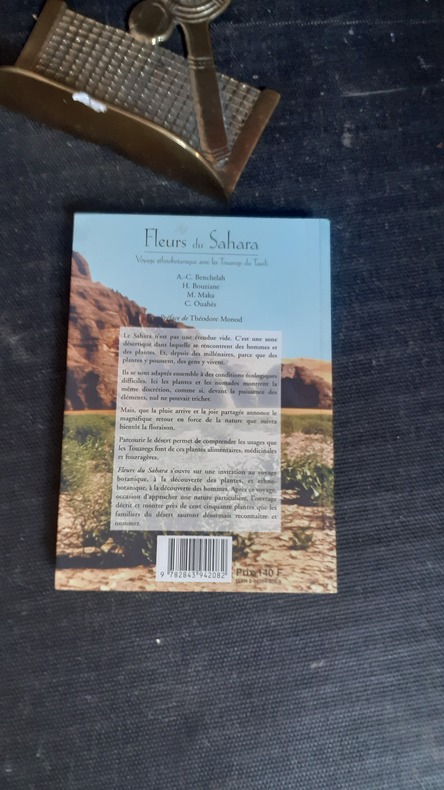 Fleurs du Sahara
Voyage ethnobotanique avec les Touaregs du Tassili
A.-C. Benchelah
H. Bouziane
M. Maka
C. Ouahès
Préface de Théodore Monod
Le Sahara n'est pas une étendue vide. C'est une zone
désertique dans laquelle se rencontrent des hommes et
des plantes. Et, depuis des millénaires, parce que des
plantes y poussent, des gens y vivent.
Ils se sont adaptés ensemble à des conditions écologiques
difficiles. Ici les plantes et les nomades montrent la
même discrétion, comme si, devant la puissance des
éléments, nul ne pouvait tricher.
Mais, que la pluie arrive et la joie partagée annonce le
magnifique retour en force de la nature que suivra
bientôt la floraison.
Parcourir le désert permet de comprendre les usages que
les Touaregs font de ces plantes alimentaires, médicinales
et fourragères.
Fleurs du Sahara s'ouvre sur une invitation au voyage
botanique, à la découverte des plantes, et ethno-
botanique, à la découverte des hommes. Après ce voyage,
occasion d'approcher une nature particulière, l'ouvrage
décrit et montre près de cent cinquante plantes que les
familiers du désert sauront désormais reconnaître et
nommer.
9 782843 942082
Prix 140 F